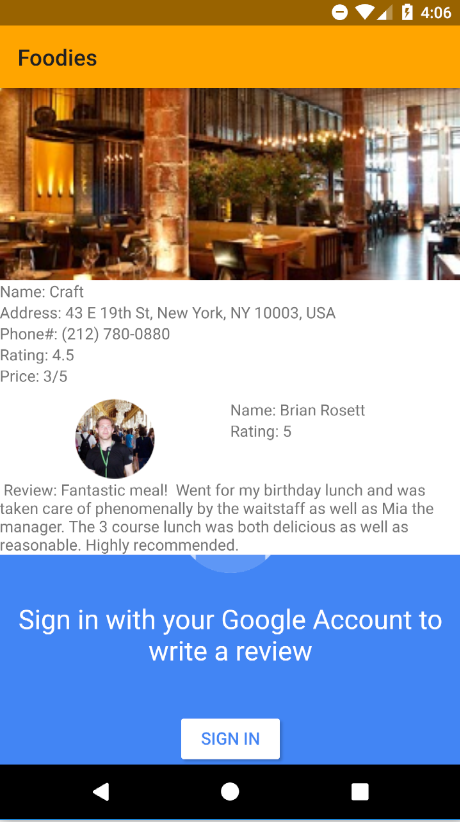 4:06
Foodies
Name: Craft
Address: 43 E 19th St, New York, NY 10003, USA
Phone#: (212) 780-0880
Rating: 4.5
Price: 3/5
Name: Brian Rosett
Rating: 5
Review: Fantastic meal!  Went for my birthday lunch and was
taken care of phenomenally by the waitstaff as well as Mia the
manager. The 3 course lunch was both delicious as well as
reasonable. Highly recommended.
Sign in with your Google Account to
write a review
SIGN IN